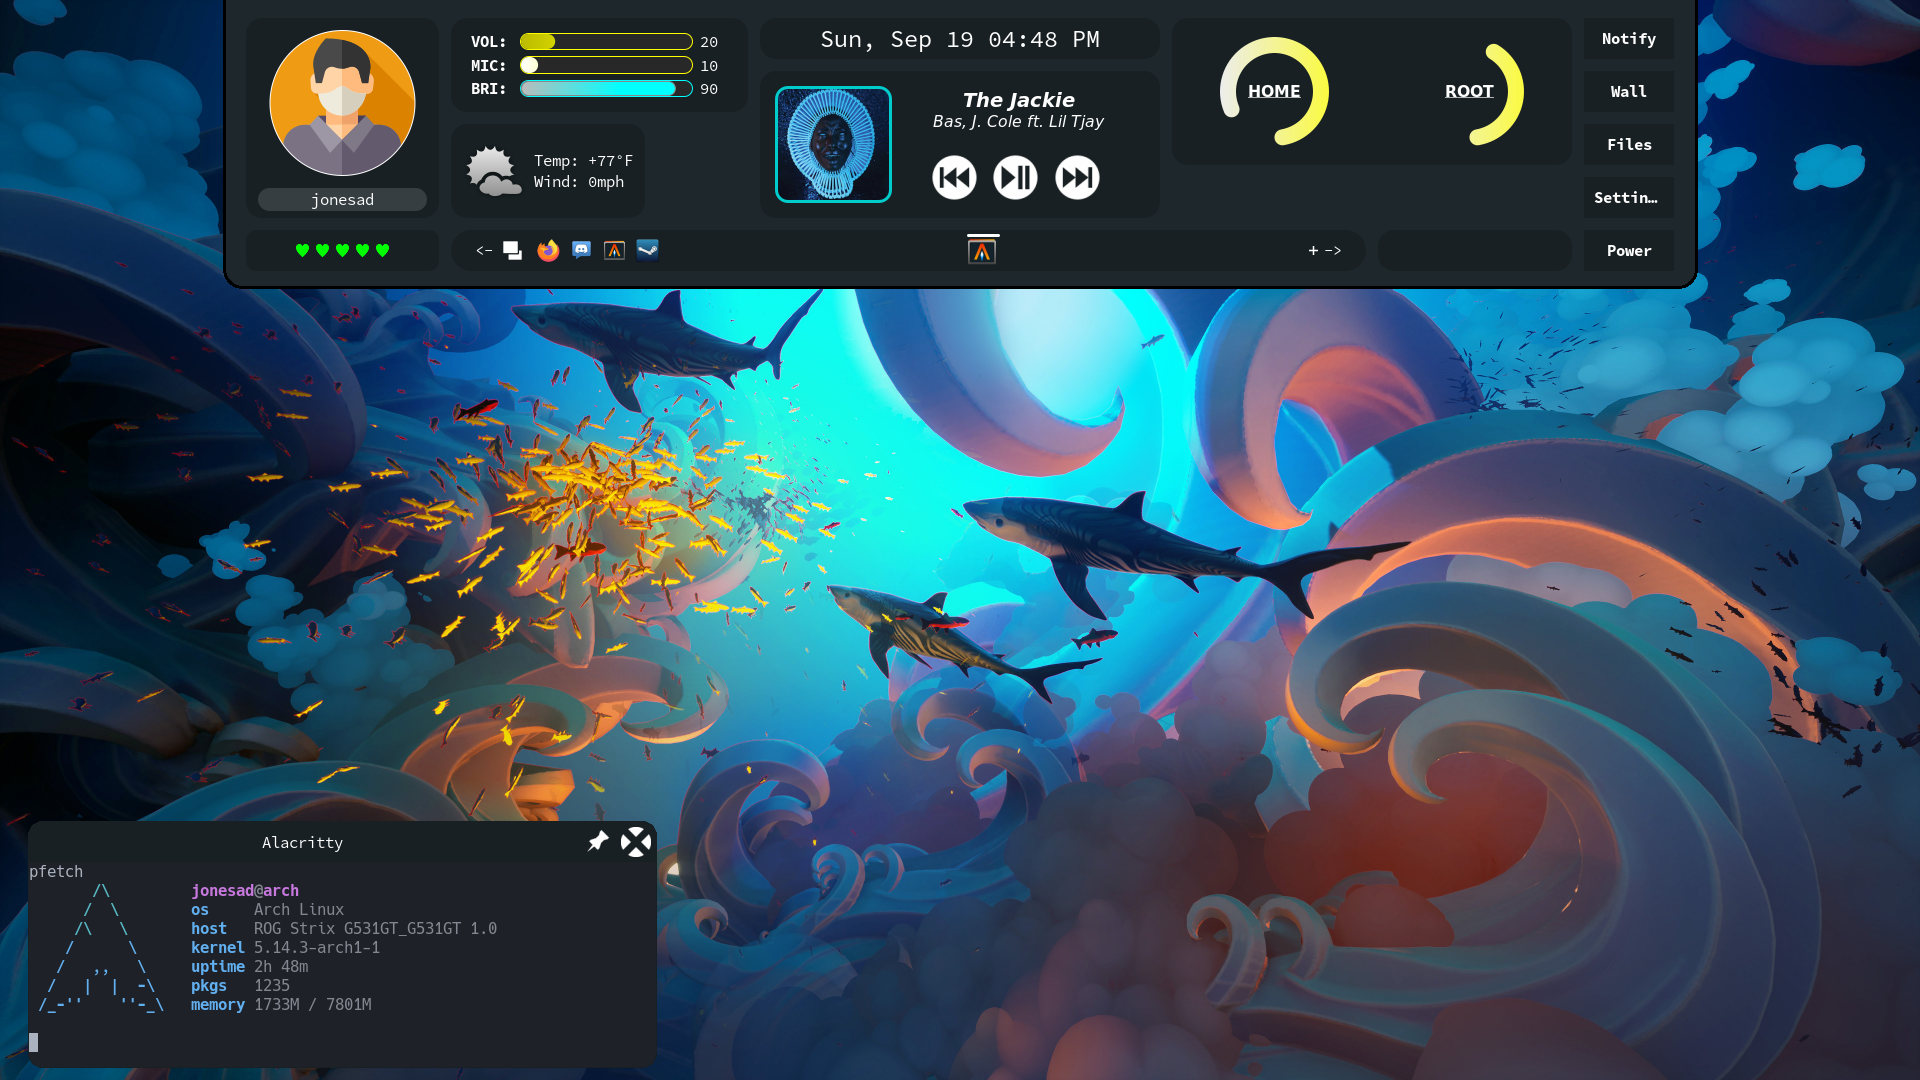 VOL: 20
MIC: 10
BRI: 90
jonesad
Temp: +77°F
Wind: 0mph
Sun, Sep 19 04:48 PM
The Jackie
Bas, J. Cole ft. Lil Tjay
HOME
ROOT
Notify
Wall
Files
Settin…
Power
<-
+ ->
Alacritty
pfetch
/\ jonesad@arch
/  \ os Arch Linux
/\   \ host ROG Strix G531GT_G531GT 1.0
/      \ kernel 5.14.3-arch1-1
/   ,,   \ uptime 2h 48m
/   |  |  -\ pkgs 1235
/_-''    ''-_\ memory 1733M / 7801M